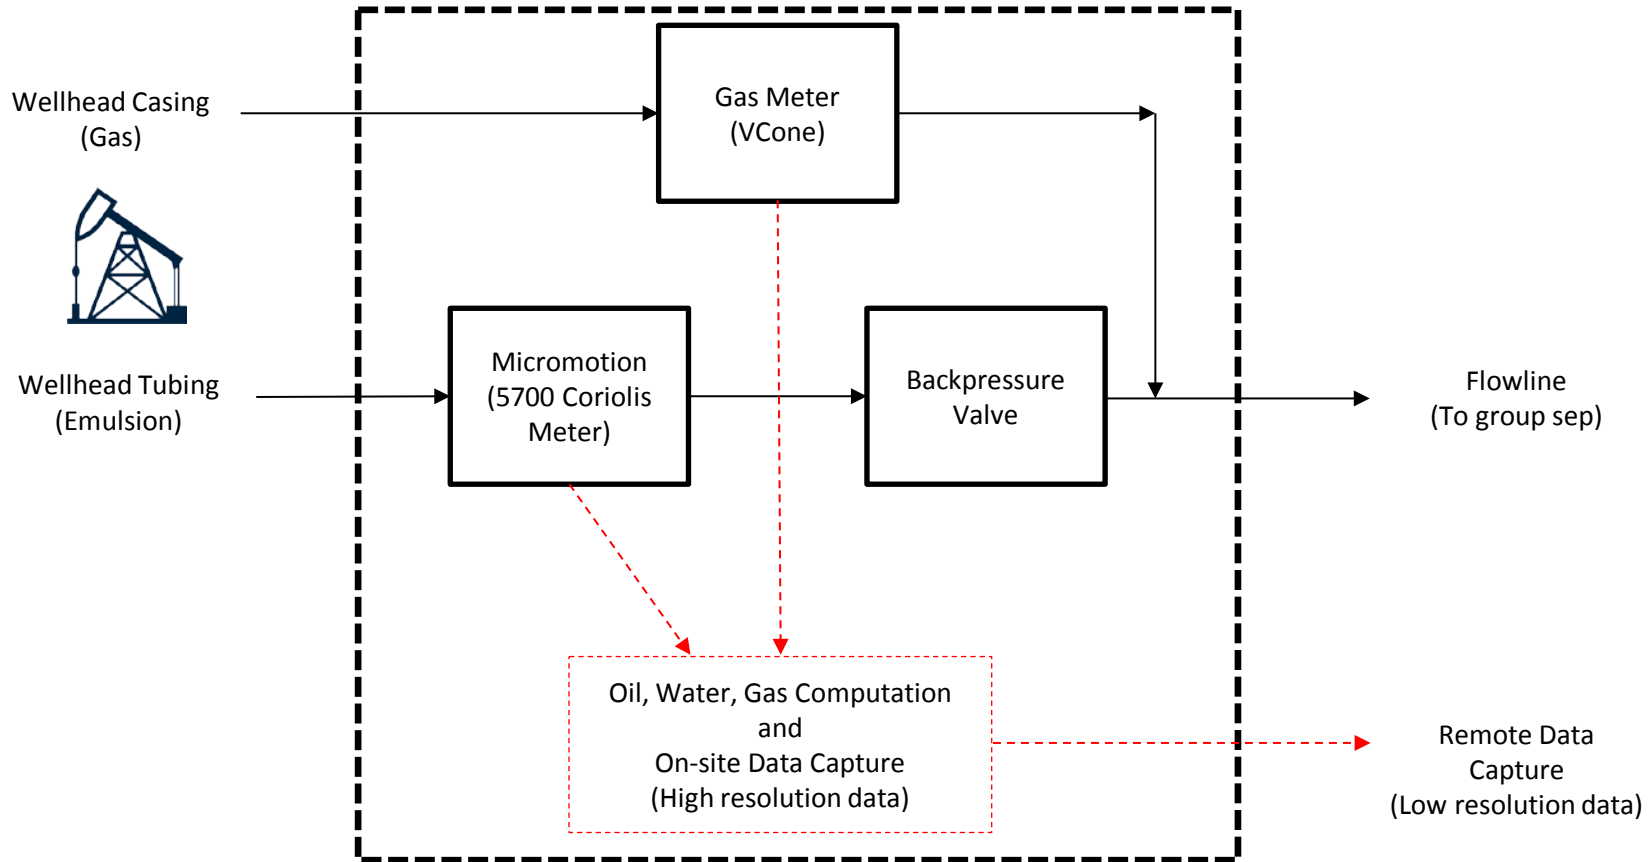 Wellhead Casing
(Gas)
Gas Meter
(VCone)
Wellhead Tubing
(Emulsion)
Micromotion
(5700 Coriolis
Meter)
Backpressure
Valve
Flowline
(To group sep)
Oil, Water, Gas Computation
and
On-site Data Capture
(High resolution data)
Remote Data
Capture
(Low resolution data)